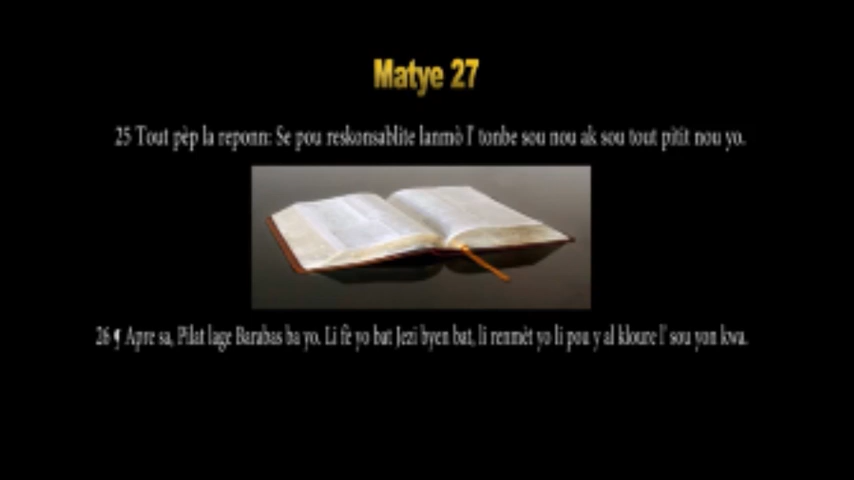 Matye 27
25 Tout pèp la reponn: Se pou reskonsablite lanmò l' tonbe sou nou ak sou tout pitit nou yo.
26 ¶ Apre sa, Pilat lage Barabas ba yo. Li fè yo bat Jezi byen bat, li renmèt yo li pou y al kloure l' sou yon kwa.